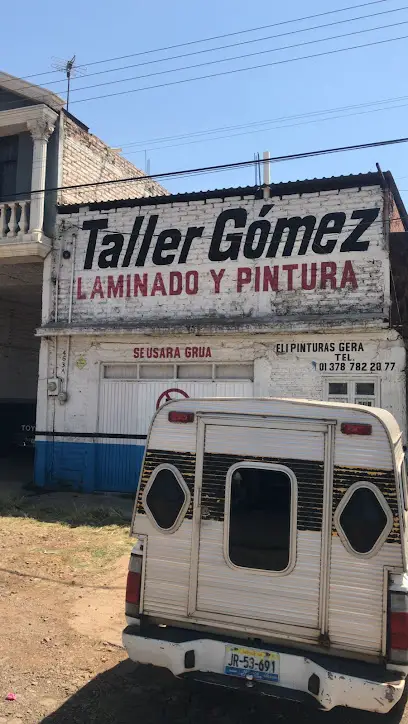 Taller Gómez
LAMINADO Y PINTURA
SE USARA GRUA
ELI PINTURAS GERA
TEL.
01 378 782 20 77
TOYO
JR-53-691